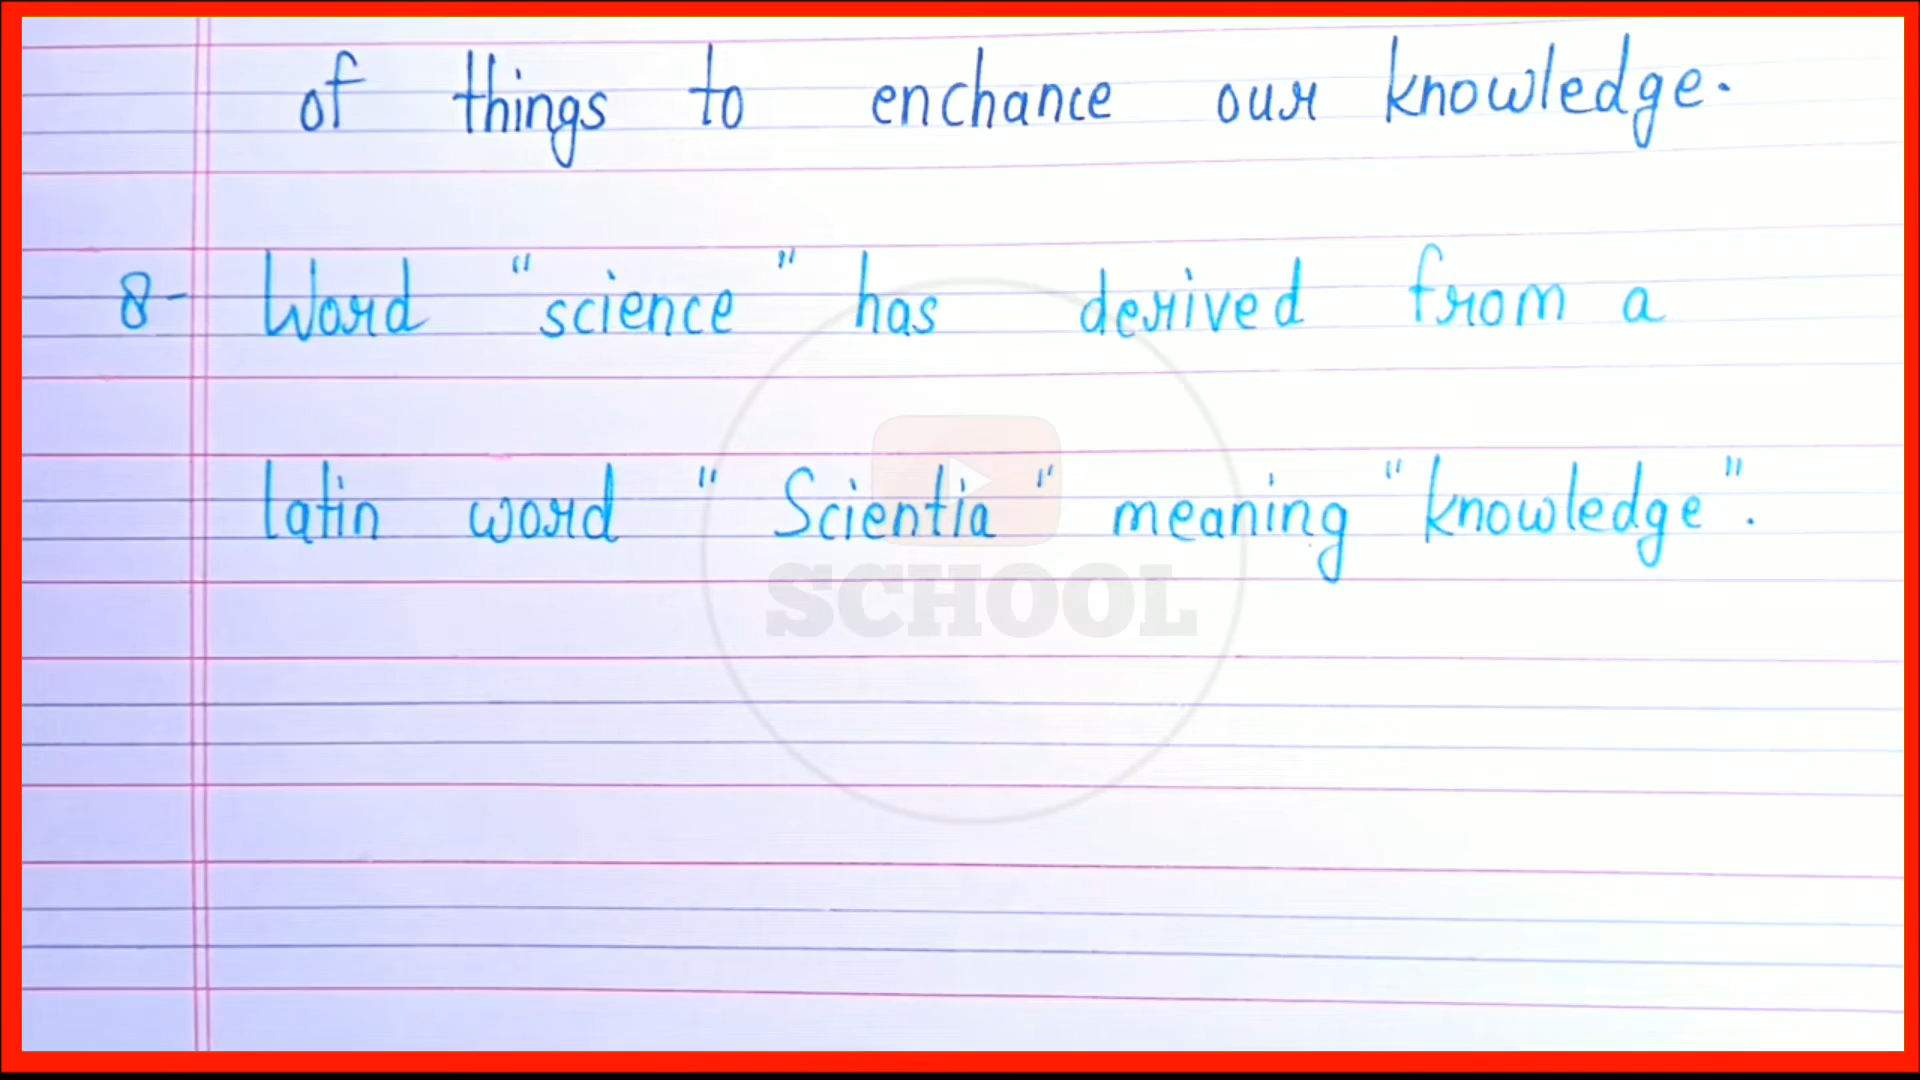 of things to enchance our knowledge.
8- Word "science" has derived from a
latin word "Scientia" meaning "knowledge".
SCHOOL